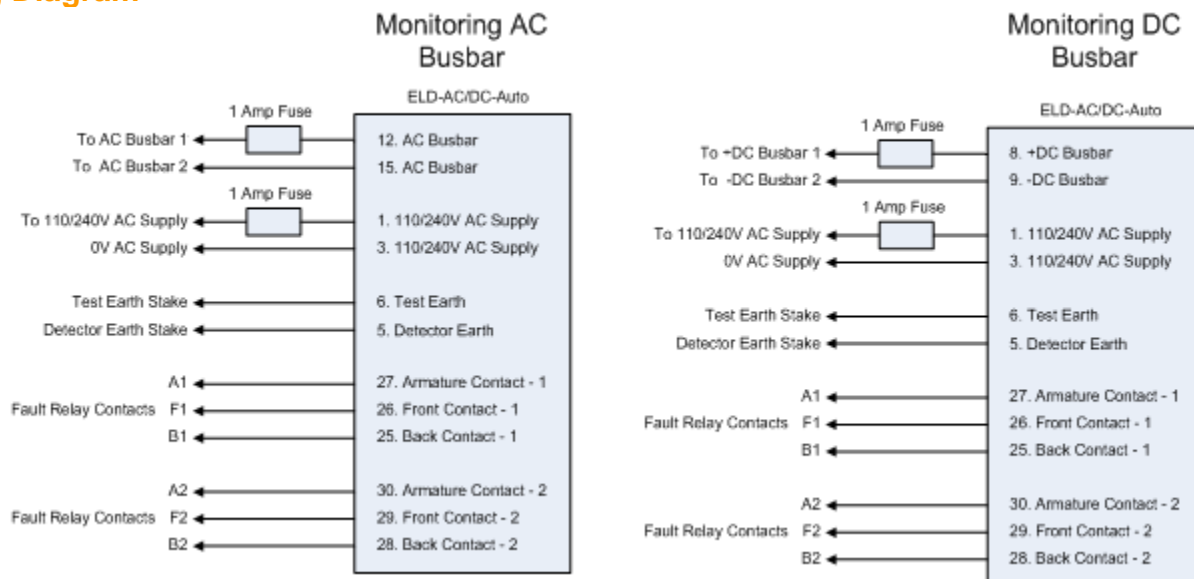 Diagram
Monitoring AC
Busbar
ELD-AC/DC-Auto
1 Amp Fuse
To AC Busbar 1
12. AC Busbar
To AC Busbar 2
15. AC Busbar
1 Amp Fuse
To 110/240V AC Supply
1. 110/240V AC Supply
0V AC Supply
3. 110/240V AC Supply
Test Earth Stake
6. Test Earth
Detector Earth Stake
5. Detector Earth
A1
27. Armature Contact - 1
Fault Relay Contacts F1
26. Front Contact - 1
B1
25. Back Contact - 1
A2
30. Armature Contact - 2
Fault Relay Contacts F2
29. Front Contact - 2
B2
28. Back Contact - 2
Monitoring DC
Busbar
ELD-AC/DC-Auto
1 Amp Fuse
To +DC Busbar 1
8. +DC Busbar
To -DC Busbar 2
9. -DC Busbar
1 Amp Fuse
To 110/240V AC Supply
1. 110/240V AC Supply
0V AC Supply
3. 110/240V AC Supply
Test Earth Stake
6. Test Earth
Detector Earth Stake
5. Detector Earth
A1
27. Armature Contact - 1
Fault Relay Contacts F1
26. Front Contact - 1
B1
25. Back Contact - 1
A2
30. Armature Contact - 2
Fault Relay Contacts F2
29. Front Contact - 2
B2
28. Back Contact - 2